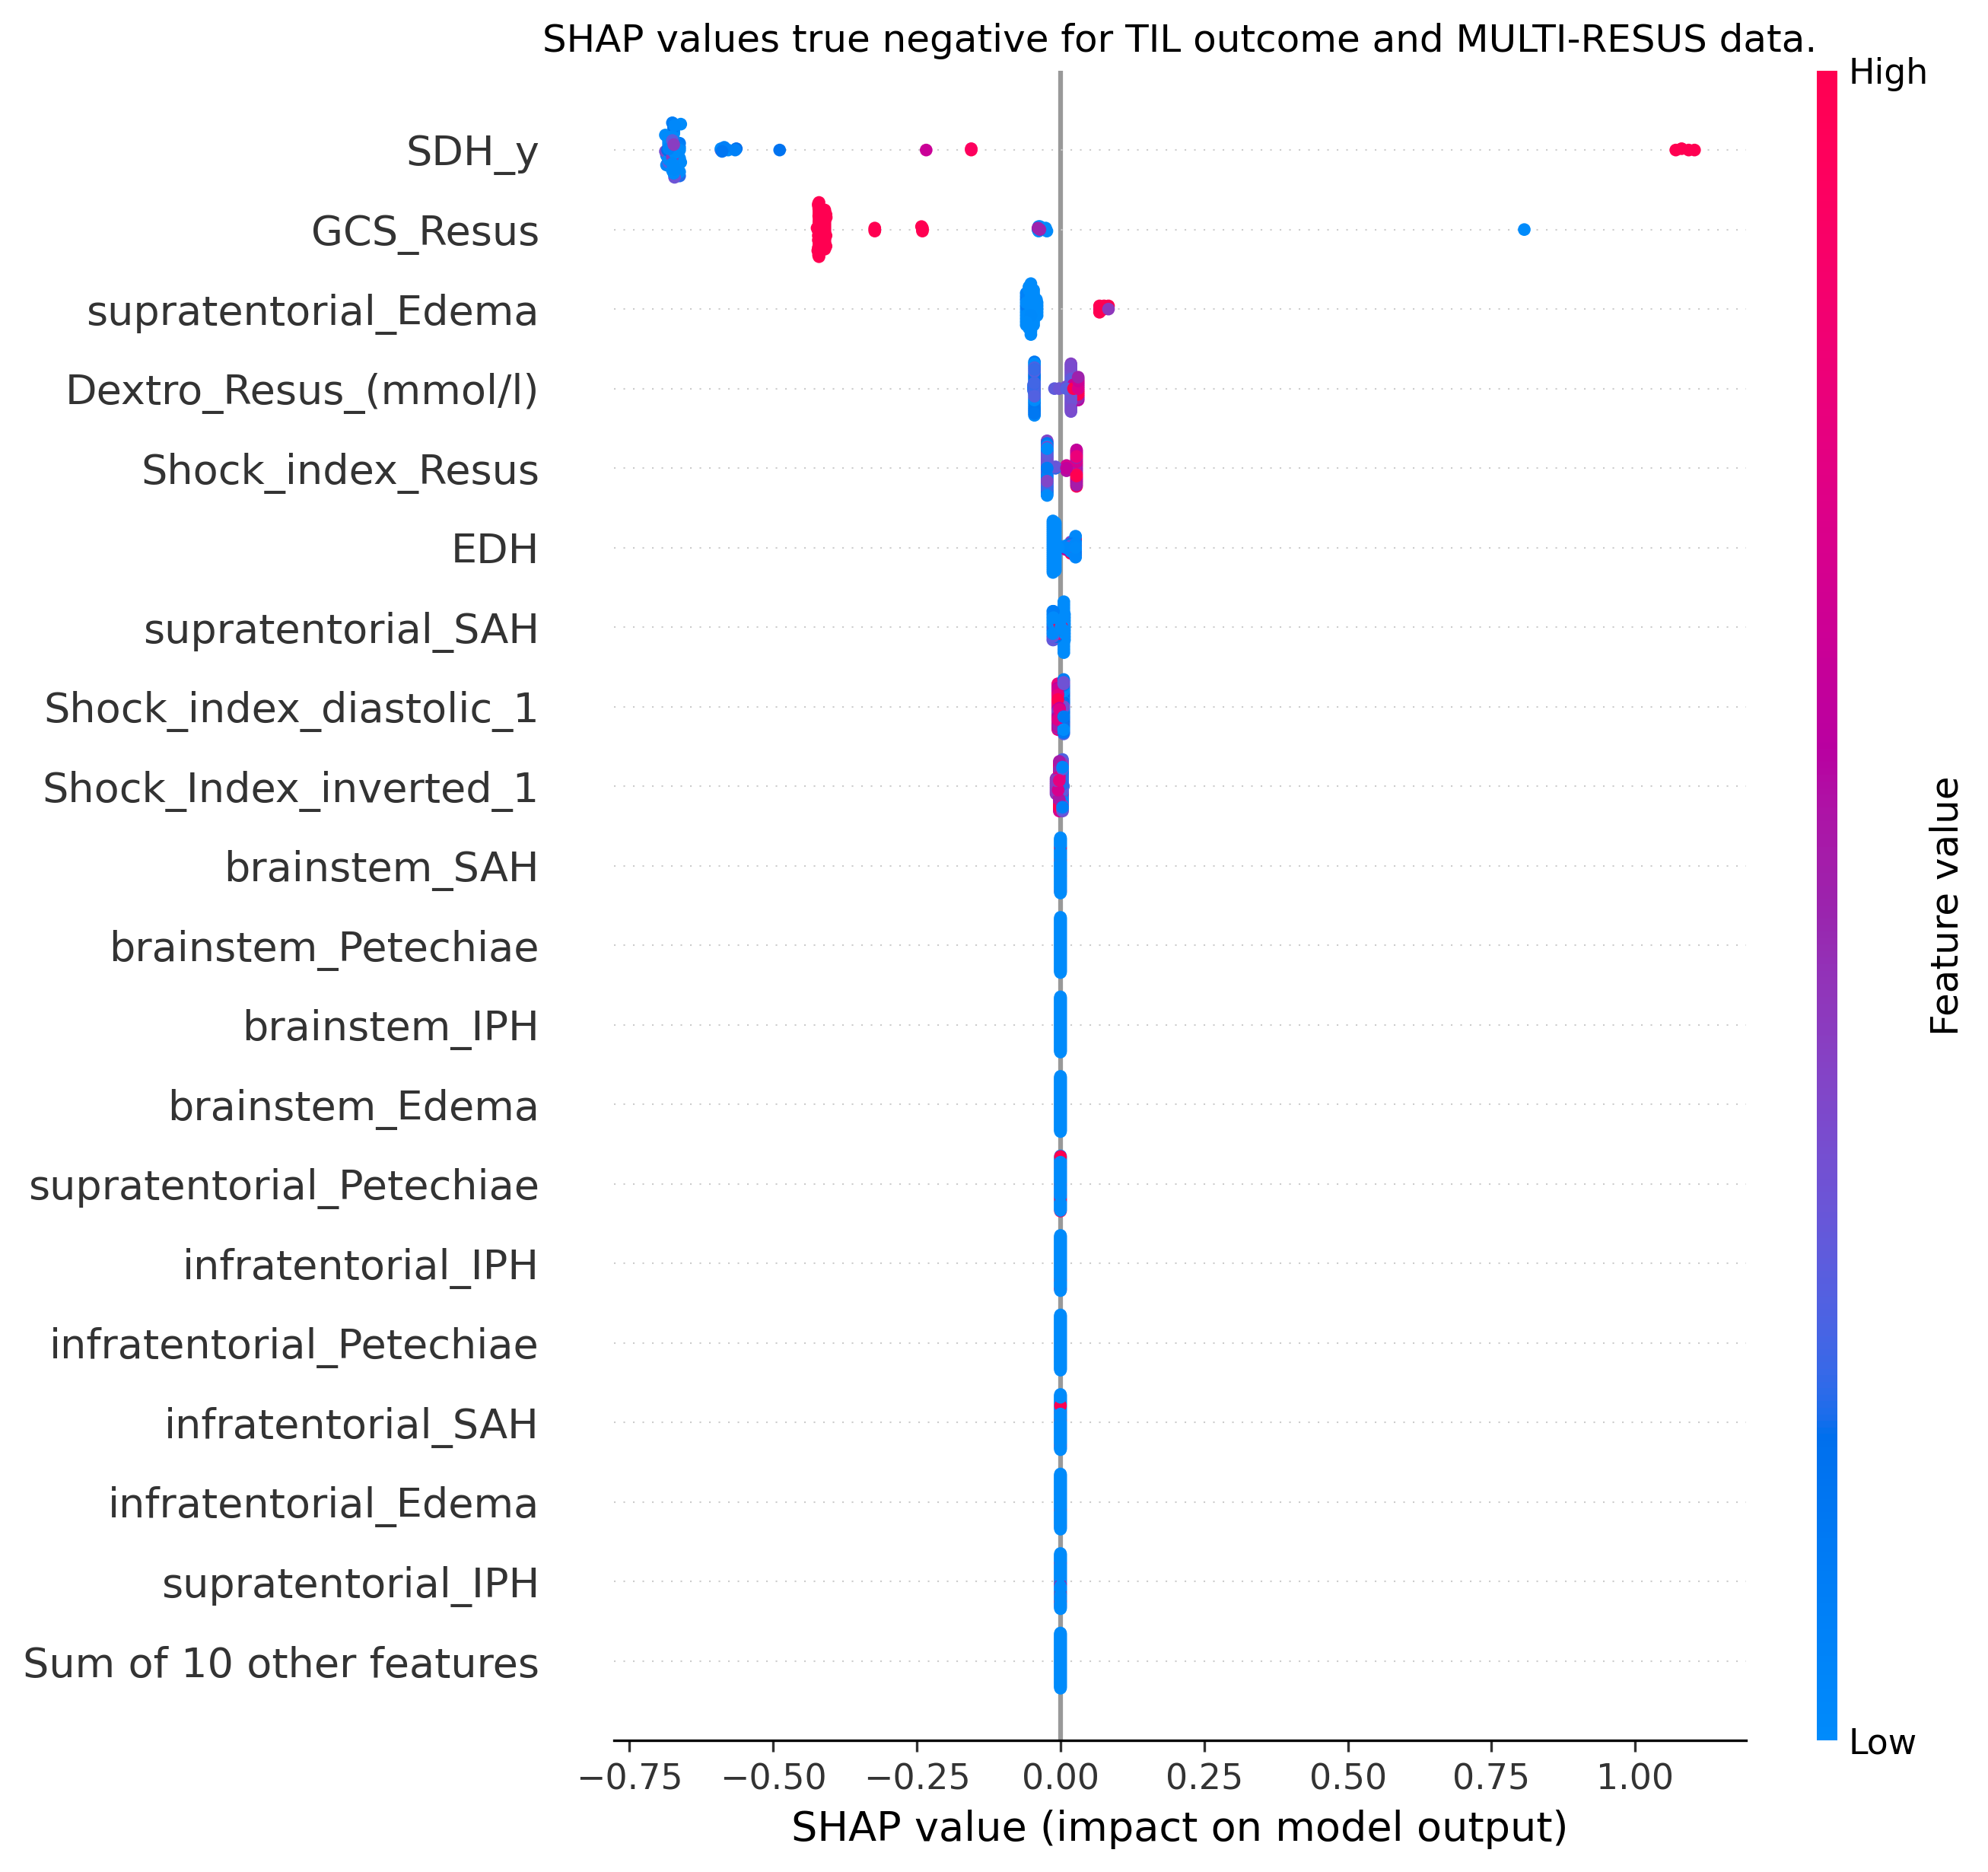 SHAP values true negative for TIL outcome and MULTI-RESUS data.
High
SDH_y
GCS_Resus
supratentorial_Edema
Dextro_Resus_(mmol/l)
Shock_index_Resus
EDH
supratentorial_SAH
Shock_index_diastolic_1
Shock_Index_inverted_1
brainstem_SAH
brainstem_Petechiae
brainstem_IPH
brainstem_Edema
supratentorial_Petechiae
infratentorial_IPH
infratentorial_Petechiae
infratentorial_SAH
infratentorial_Edema
supratentorial_IPH
Sum of 10 other features
Feature value
Low
−0.75 −0.50 −0.25 0.00 0.25 0.50 0.75 1.00
SHAP value (impact on model output)